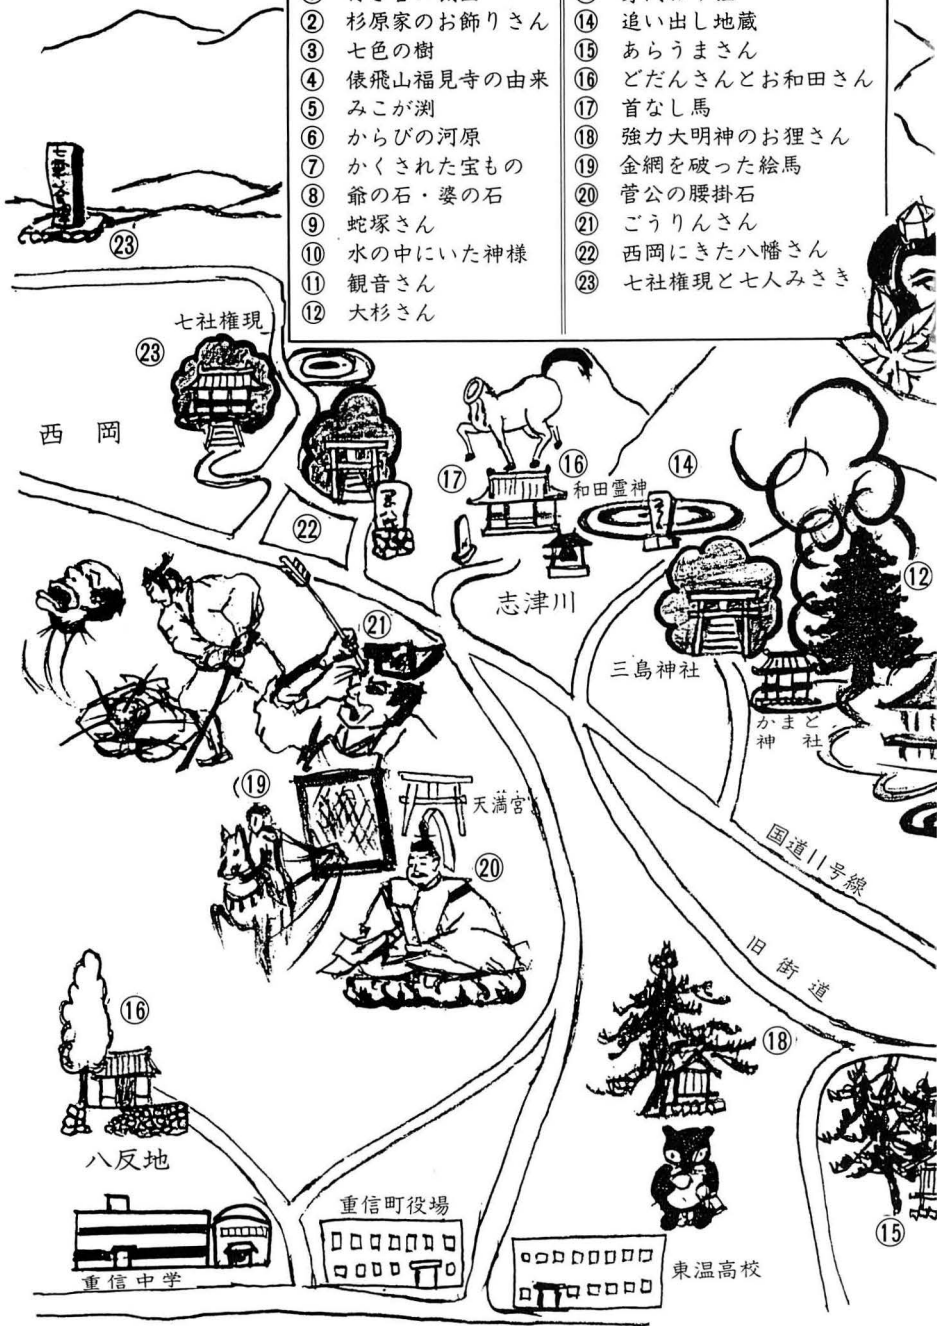 ② 杉原家のお飾りさん
③ 七色の樹
④ 俵飛山福見寺の由来
⑤ みこが渕
⑥ からびの河原
⑦ かくされた宝もの
⑧ 爺の石・婆の石
⑨ 蛇塚さん
⑩ 水の中にいた神様
⑪ 観音さん
⑫ 大杉さん
⑭ 追い出し地蔵
⑮ あらうまさん
⑯ どだんさんとお和田さん
⑰ 首なし馬
⑱ 強力大明神のお狸さん
⑲ 金網を破った絵馬
⑳ 菅公の腰掛石
㉑ ごうりんさん
㉒ 西岡にきた八幡さん
㉓ 七社権現と七人みさき
㉓
七社権現
㉓
西岡
㉒
⑰
⑯
和田霊神
⑭
志津川
三島神社
⑫
かまど
神社
㉑
⑲
天満宮
⑳
国道11号線
旧街道
⑯
八反地
⑱
⑮
重信中学
重信町役場
東温高校